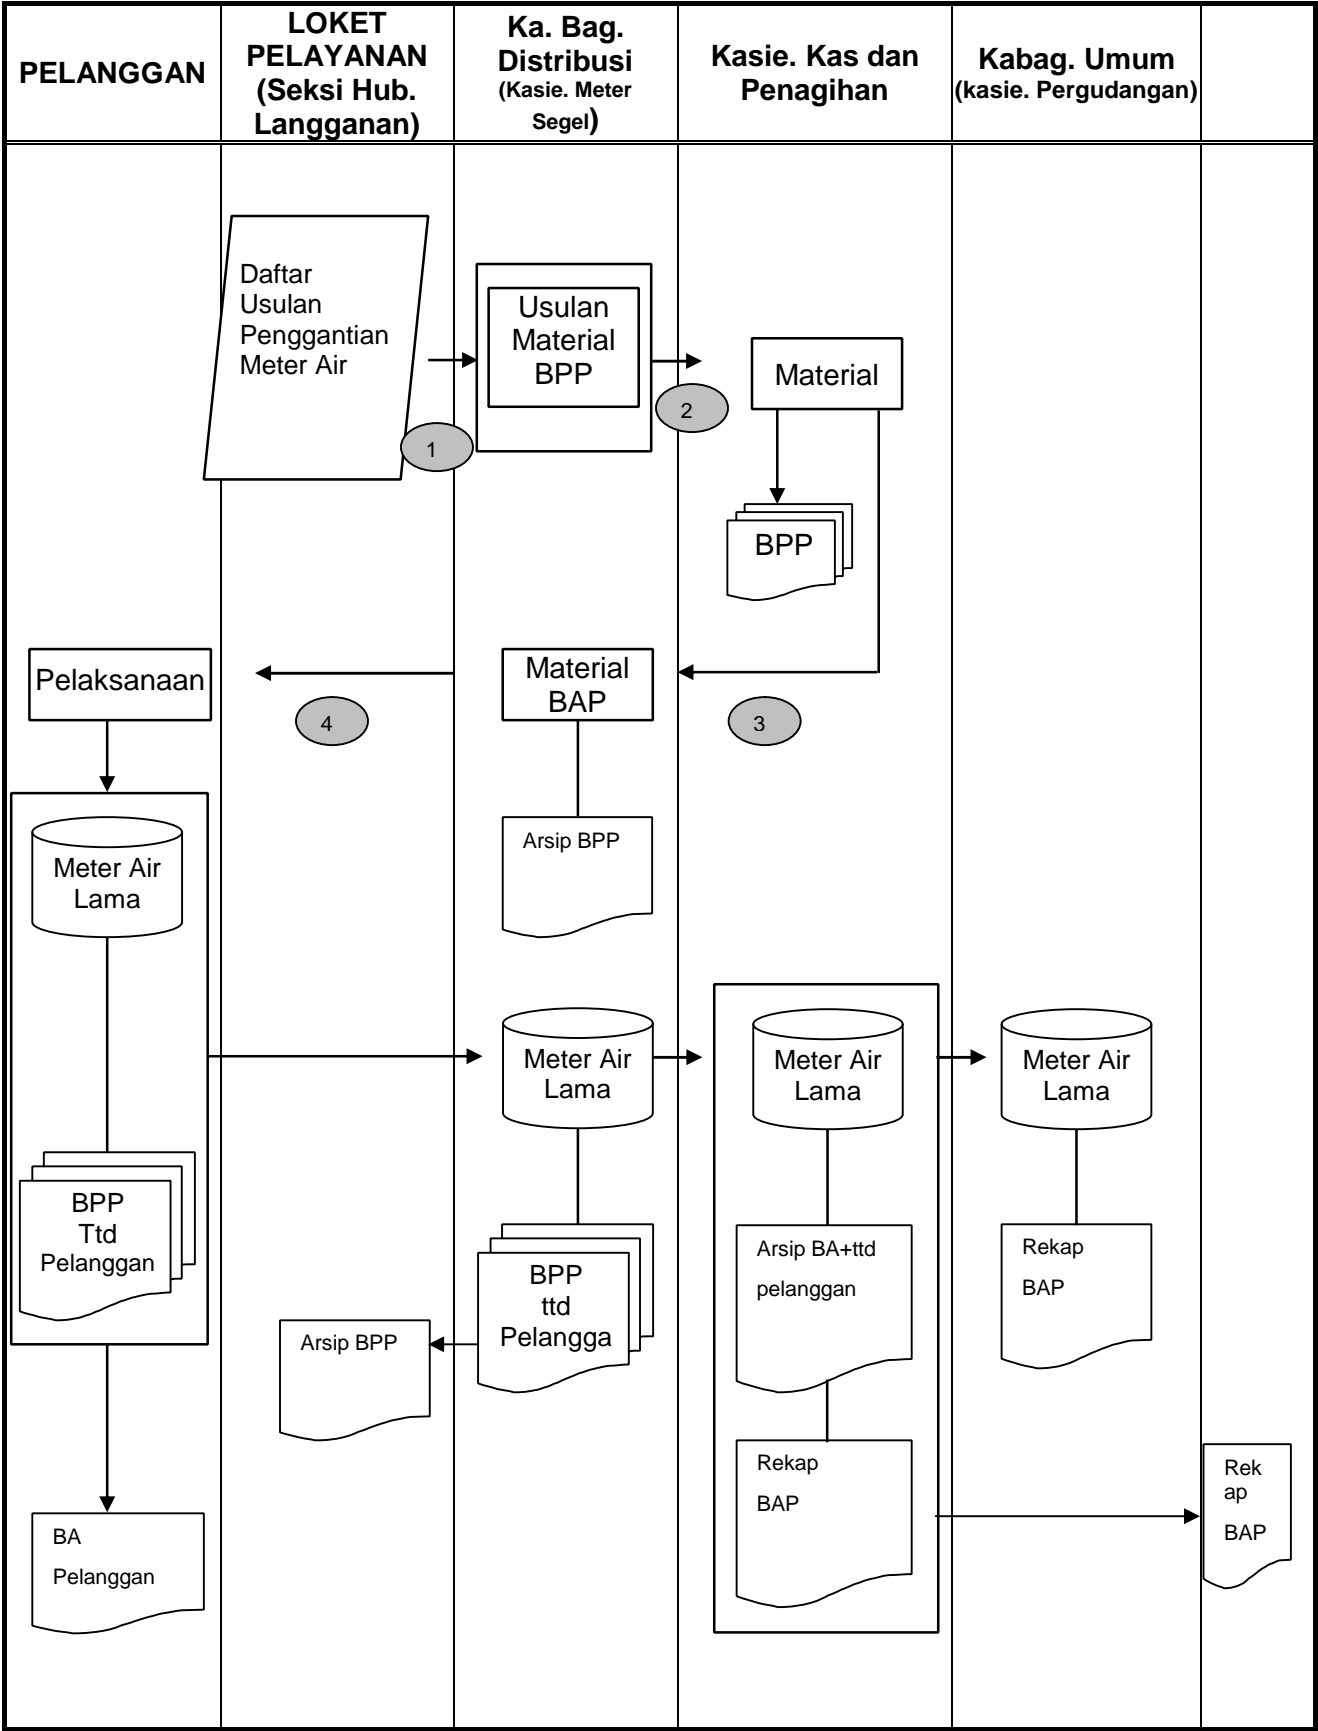 PELANGGAN
LOKET
PELAYANAN
(Seksi Hub.
Langganan)
Ka. Bag.
Distribusi
(Kasie. Meter
Segel)
Kasie. Kas dan
Penagihan
Kabag. Umum
(kasie. Pergudangan)
Daftar
Usulan
Penggantian
Meter Air
1
Usulan
Material
BPP
2
Material
BPP
3
Material
BAP
4
Pelaksanaan
Arsip BPP
Meter Air
Lama
BPP
Ttd
Pelanggan
Meter Air
Lama
BPP
ttd
Pelangga
Arsip BPP
Meter Air
Lama
Arsip BA+ttd
pelanggan
Rekap
BAP
Meter Air
Lama
Rekap
BAP
Rek
ap
BAP
BA
Pelanggan